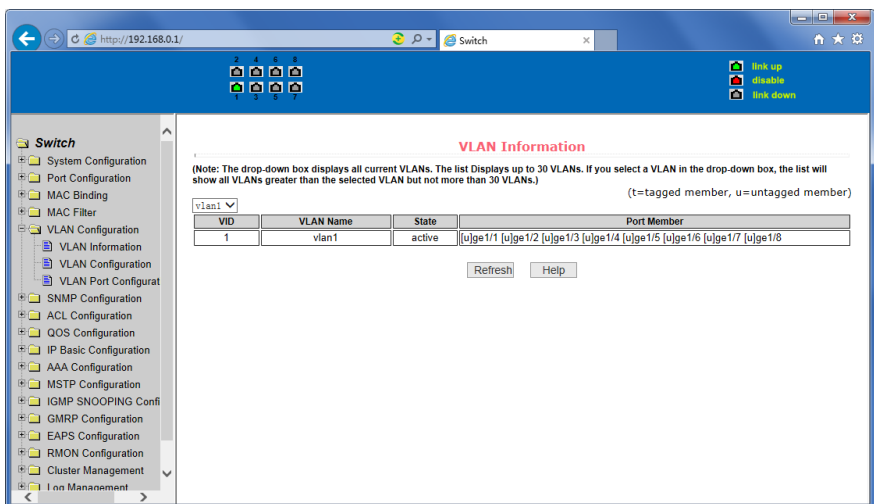 http://192.168.0.1/
Switch
2 4 6 8
1 3 5 7
link up
disable
link down
Switch
System Configuration
Port Configuration
MAC Binding
MAC Filter
VLAN Configuration
VLAN Information
VLAN Configuration
VLAN Port Configurat
SNMP Configuration
ACL Configuration
QOS Configuration
IP Basic Configuration
AAA Configuration
MSTP Configuration
IGMP SNOOPING Confi
GMRP Configuration
EAPS Configuration
RMON Configuration
Cluster Management
Log Management
VLAN Information
(Note: The drop-down box displays all current VLANs. The list Displays up to 30 VLANs. If you select a VLAN in the drop-down box, the list will
show all VLANs greater than the selected VLAN but not more than 30 VLANs.)
(t=tagged member, u=untagged member)
vlan1
VID VLAN Name State Port Member
1 vlan1 active [u]ge1/1 [u]ge1/2 [u]ge1/3 [u]ge1/4 [u]ge1/5 [u]ge1/6 [u]ge1/7 [u]ge1/8
Refresh Help